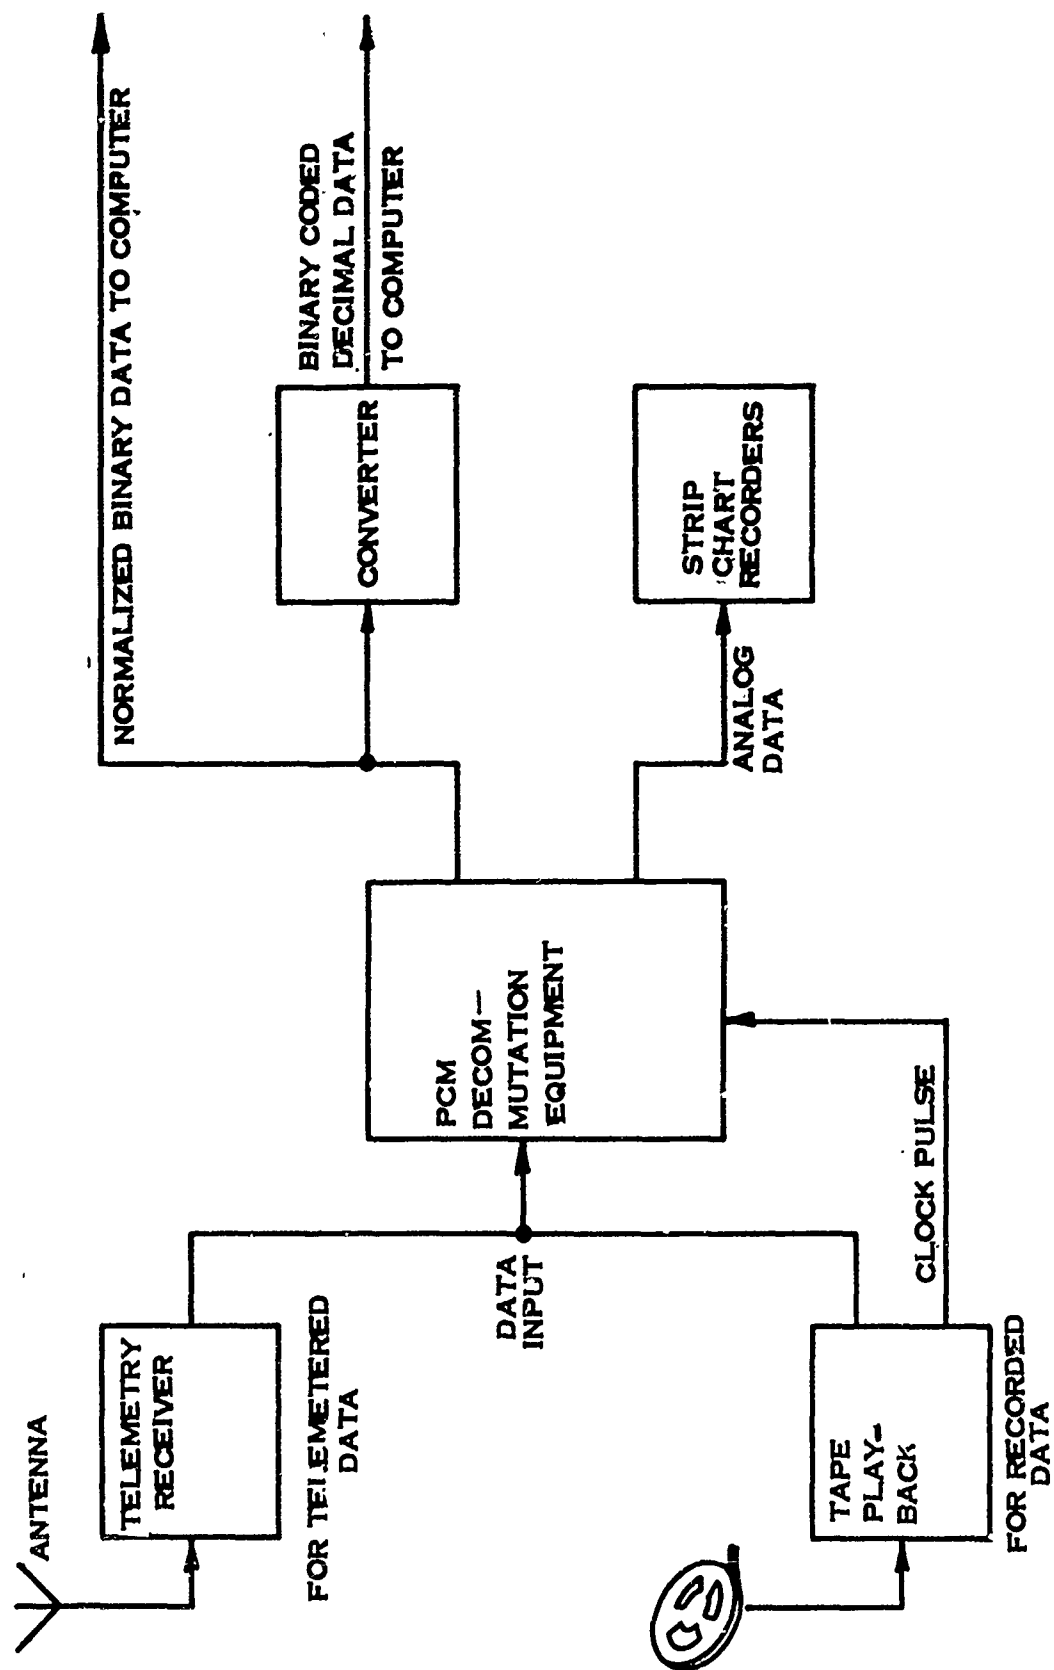 ANTENNA
TELEMETRY
RECEIVER
FOR TELEMETERED
DATA
DATA
INPUT
TAPE
PLAY-
BACK
FOR RECORDED
DATA
CLOCK PULSE
PCM
DECOM-
MUTATION
EQUIPMENT
NORMALIZED BINARY DATA TO COMPUTER
CONVERTER
BINARY CODED
DECIMAL DATA
TO COMPUTER
ANALOG
DATA
STRIP
CHART
RECORDERS